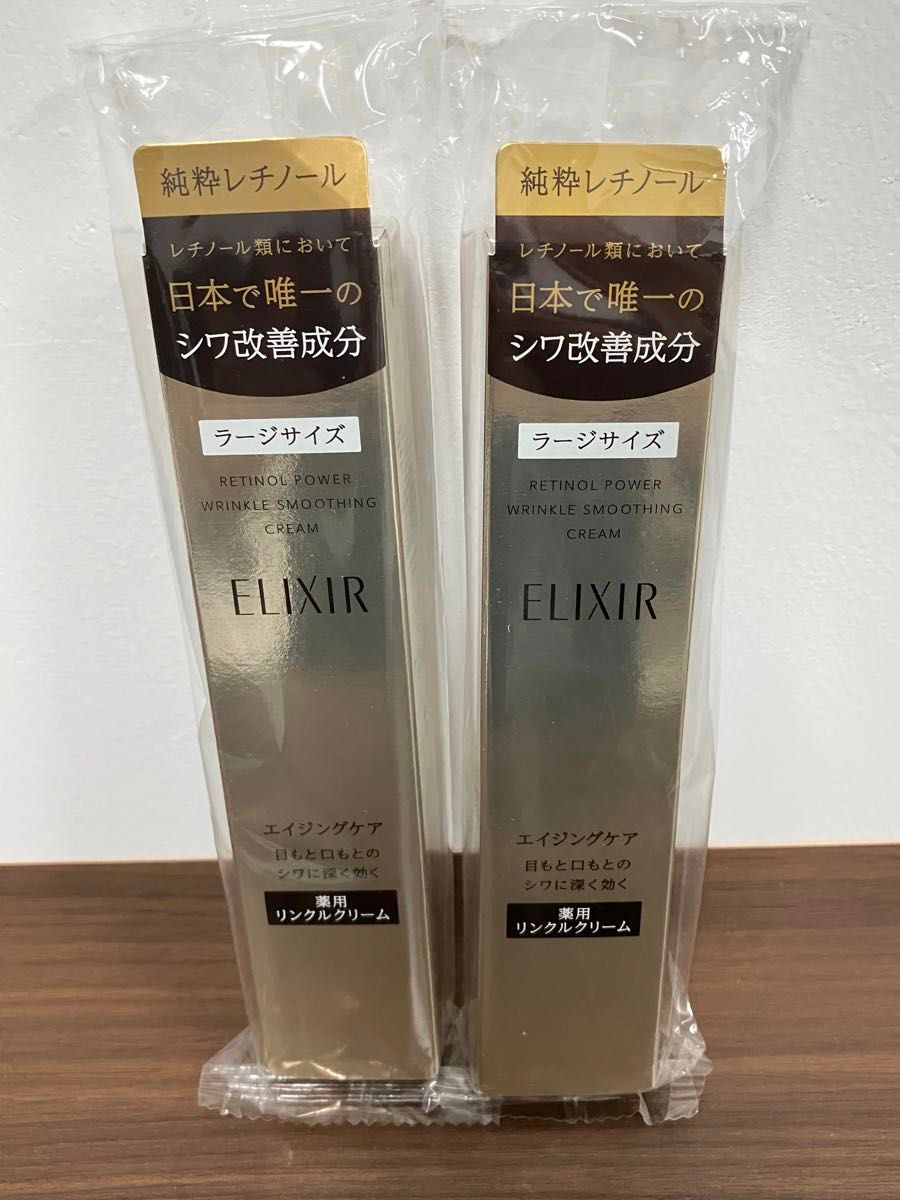 純粋レチノール
レチノール類において
日本で唯一の
シワ改善成分
ラージサイズ
RETINOL POWER
WRINKLE SMOOTHING
CREAM
ELIXIR
エイジングケア
目もと口もとの
シワに深く効く
薬用
リンクルクリーム
純粋レチノール
レチノール類において
日本で唯一の
シワ改善成分
ラージサイズ
RETINOL POWER
WRINKLE SMOOTHING
CREAM
ELIXIR
エイジングケア
目もと口もとの
シワに深く効く
薬用
リンクルクリーム